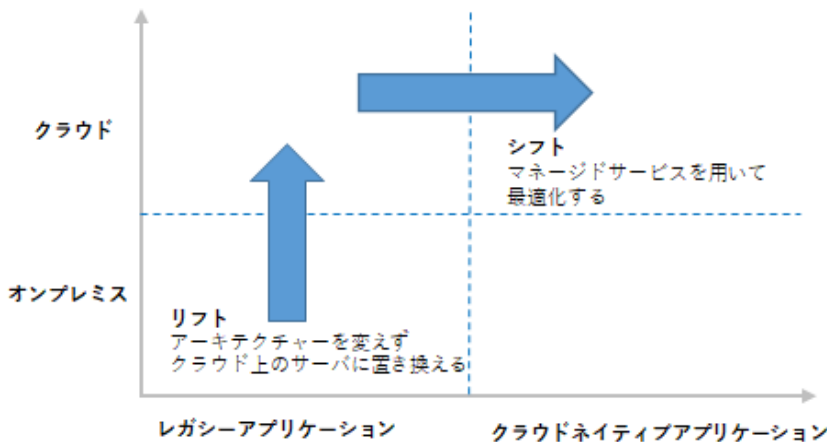 クラウド
シフト
マネージドサービスを用いて
最適化する
オンプレミス
リフト
アーキテクチャーを変えず
クラウド上のサーバに置き換える
レガシーアプリケーション
クラウドネイティブアプリケーション